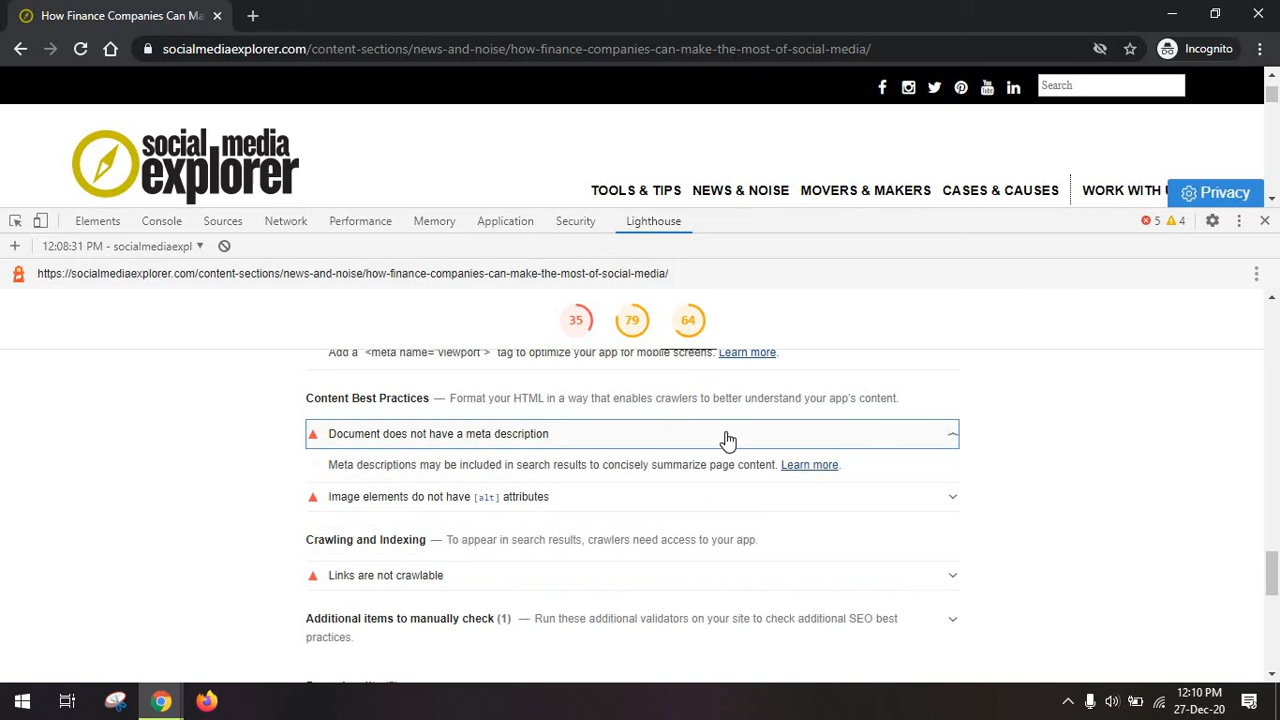 How Finance Companies Can Ma
socialmediaexplorer.com/content-sections/news-and-noise/how-finance-companies-can-make-the-most-of-social-media/
Incognito
Search
social media
explorer
TOOLS & TIPS NEWS & NOISE MOVERS & MAKERS CASES & CAUSES WORK WITH
Privacy
Elements Console Sources Network Performance Memory Application Security Lighthouse 5 4
12:08:31 PM - socialmediaexpl
https://socialmediaexplorer.com/content-sections/news-and-noise/how-finance-companies-can-make-the-most-of-social-media/
35 79 64
Add a `<meta name="viewport">` tag to optimize your app for mobile screens. Learn more.
Content Best Practices — Format your HTML in a way that enables crawlers to better understand your app's content.
Document does not have a meta description
Meta descriptions may be included in search results to concisely summarize page content. Learn more.
Image elements do not have [alt] attributes
Crawling and Indexing — To appear in search results, crawlers need access to your app.
Links are not crawlable
Additional items to manually check (1) — Run these additional validators on your site to check additional SEO best
practices.
12:10 PM
27-Dec-20